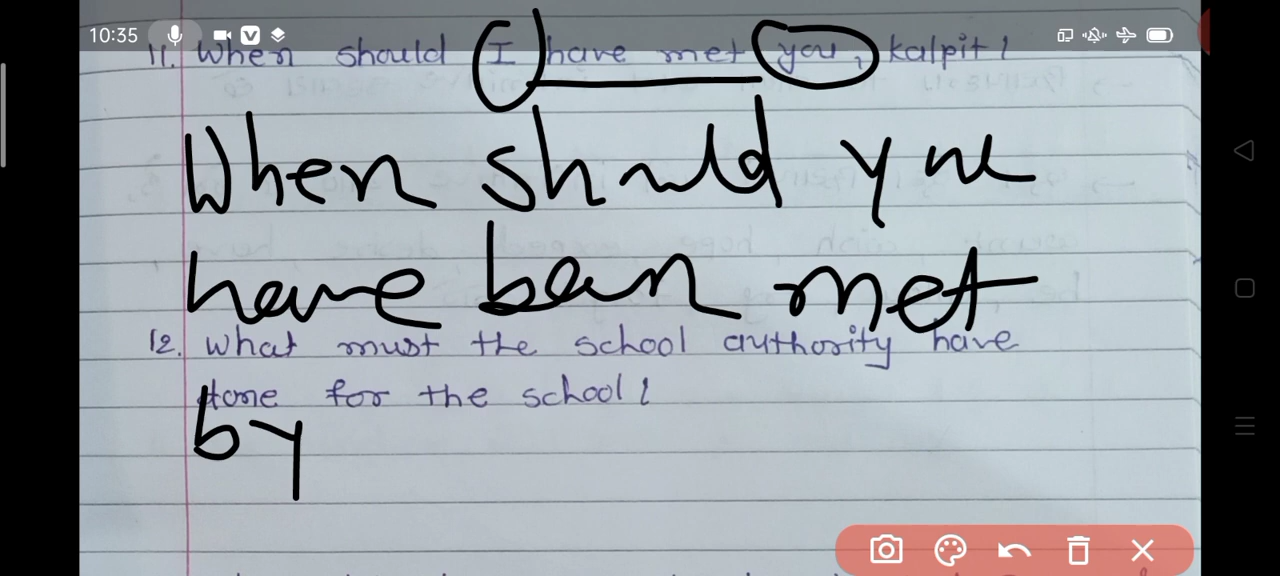 10:35
11. When should I have met you, kalpit?
When should you
have been met
12. What must the school authority have
done for the school?
by